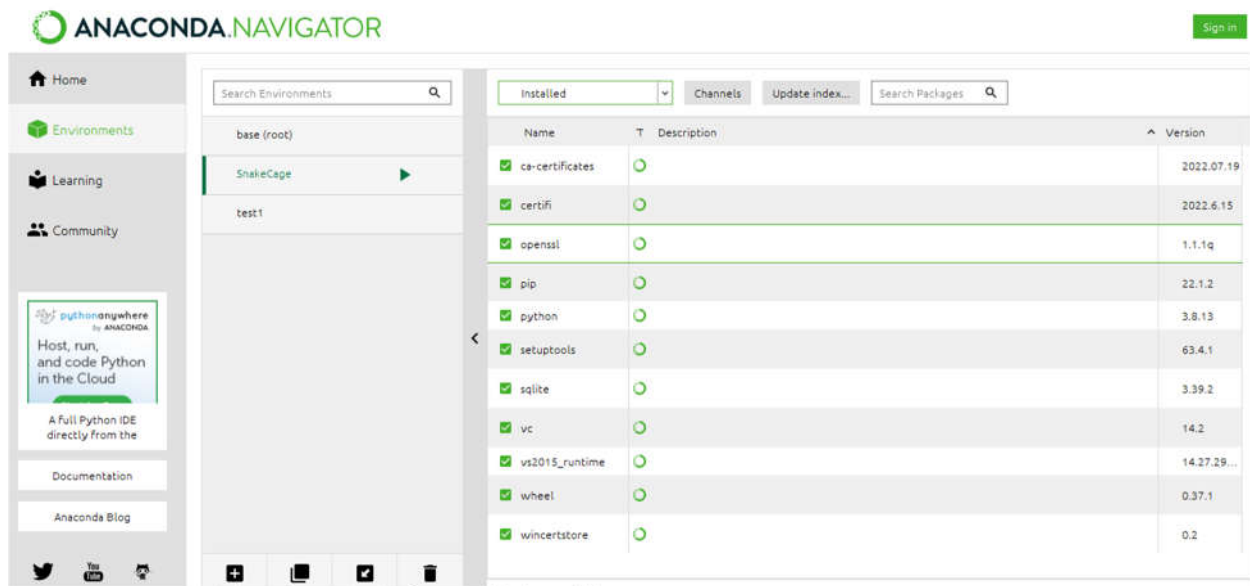 ANACONDA.NAVIGATOR
Sign in
Home
Environments
Learning
Community
pythonanywhere
by ANACONDA
Host, run,
and code Python
in the Cloud
A full Python IDE
directly from the
Documentation
Anaconda Blog
You
Tube
Search Environments
base (root)
SnakeCage
test1
Installed
Channels
Update index...
Search Packages
Name T Description Version
ca-certificates 2022.07.19
certifi 2022.6.15
openssl 1.1.1q
pip 22.1.2
python 3.8.13
setuptools 63.4.1
sqlite 3.39.2
vc 14.2
vs2015_runtime 14.27.29...
wheel 0.37.1
wincertstore 0.2